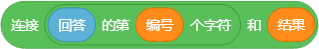 连接 回答 的第 编号 个字符 和 结果